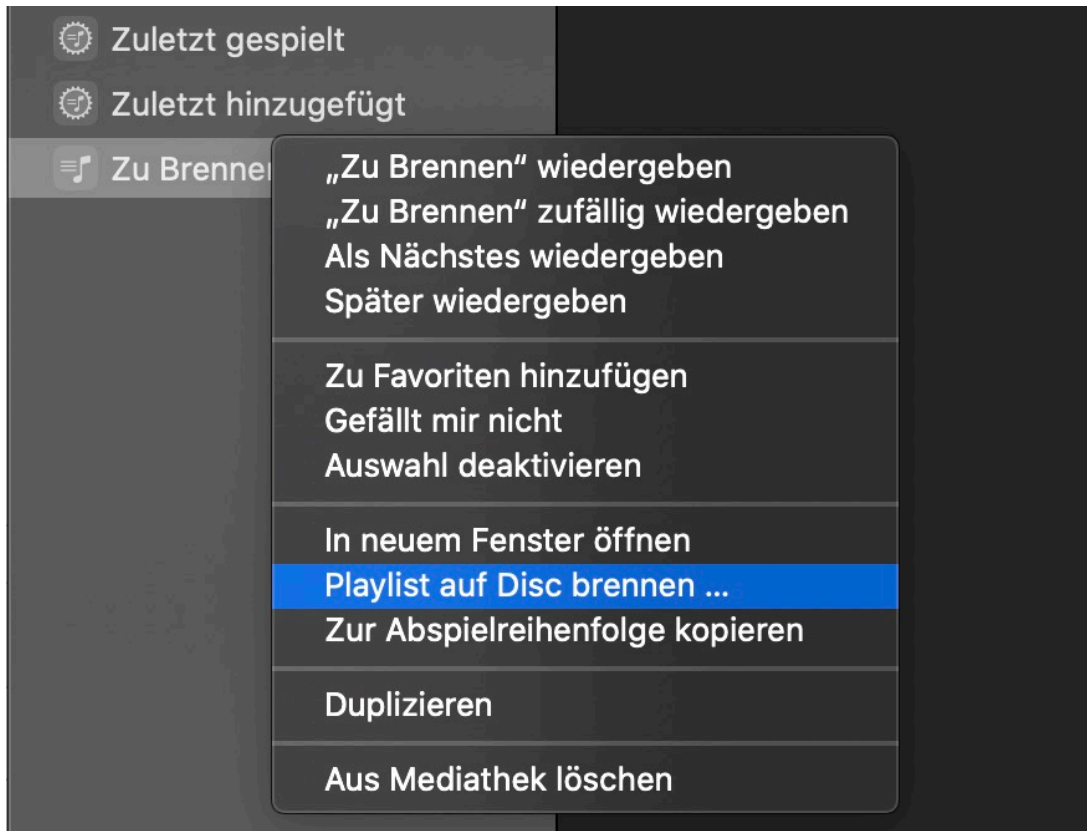 Zuletzt gespielt
Zuletzt hinzugefügt
Zu Brennen
„Zu Brennen“ wiedergeben
„Zu Brennen“ zufällig wiedergeben
Als Nächstes wiedergeben
Später wiedergeben
Zu Favoriten hinzufügen
Gefällt mir nicht
Auswahl deaktivieren
In neuem Fenster öffnen
Playlist auf Disc brennen ...
Zur Abspielreihenfolge kopieren
Duplizieren
Aus Mediathek löschen